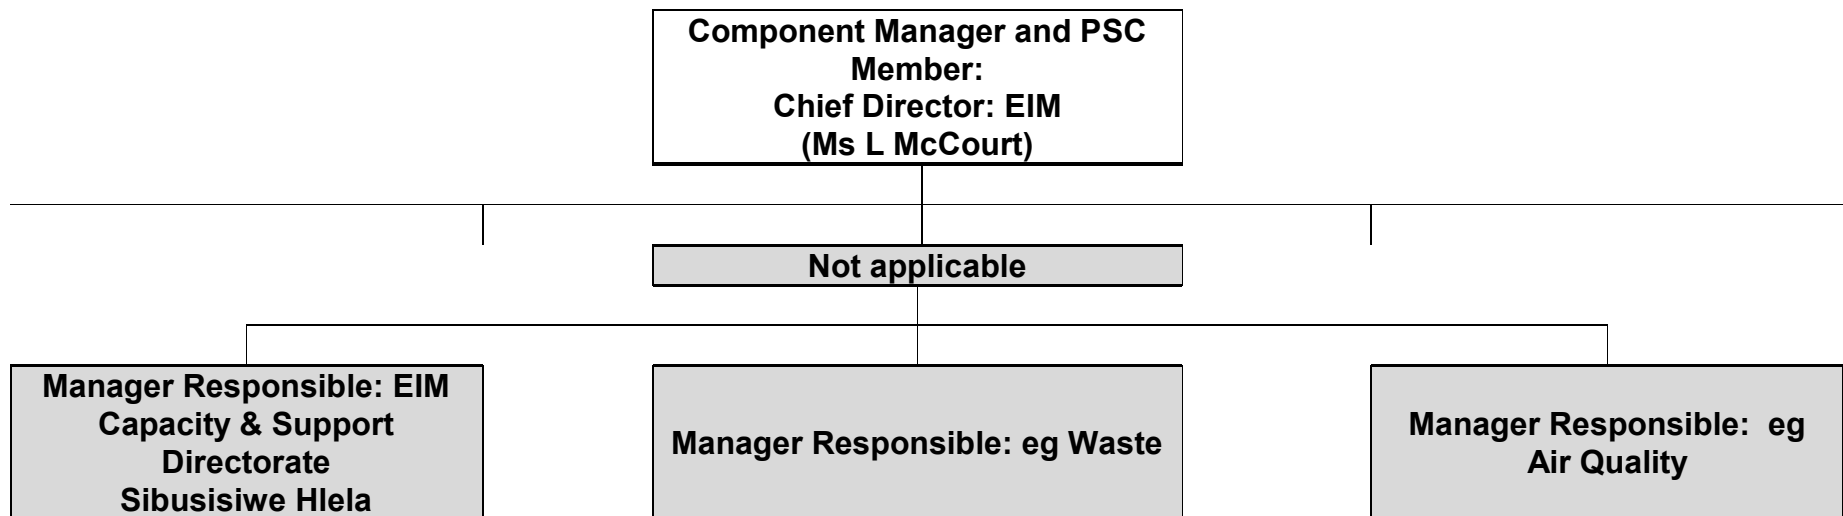 Component Manager and PSC
Member:
Chief Director: EIM
(Ms L McCourt)
Not applicable
Manager Responsible: EIM
Capacity & Support
Directorate
Sibusisiwe Hlela
Manager Responsible: eg Waste
Manager Responsible: eg
Air Quality